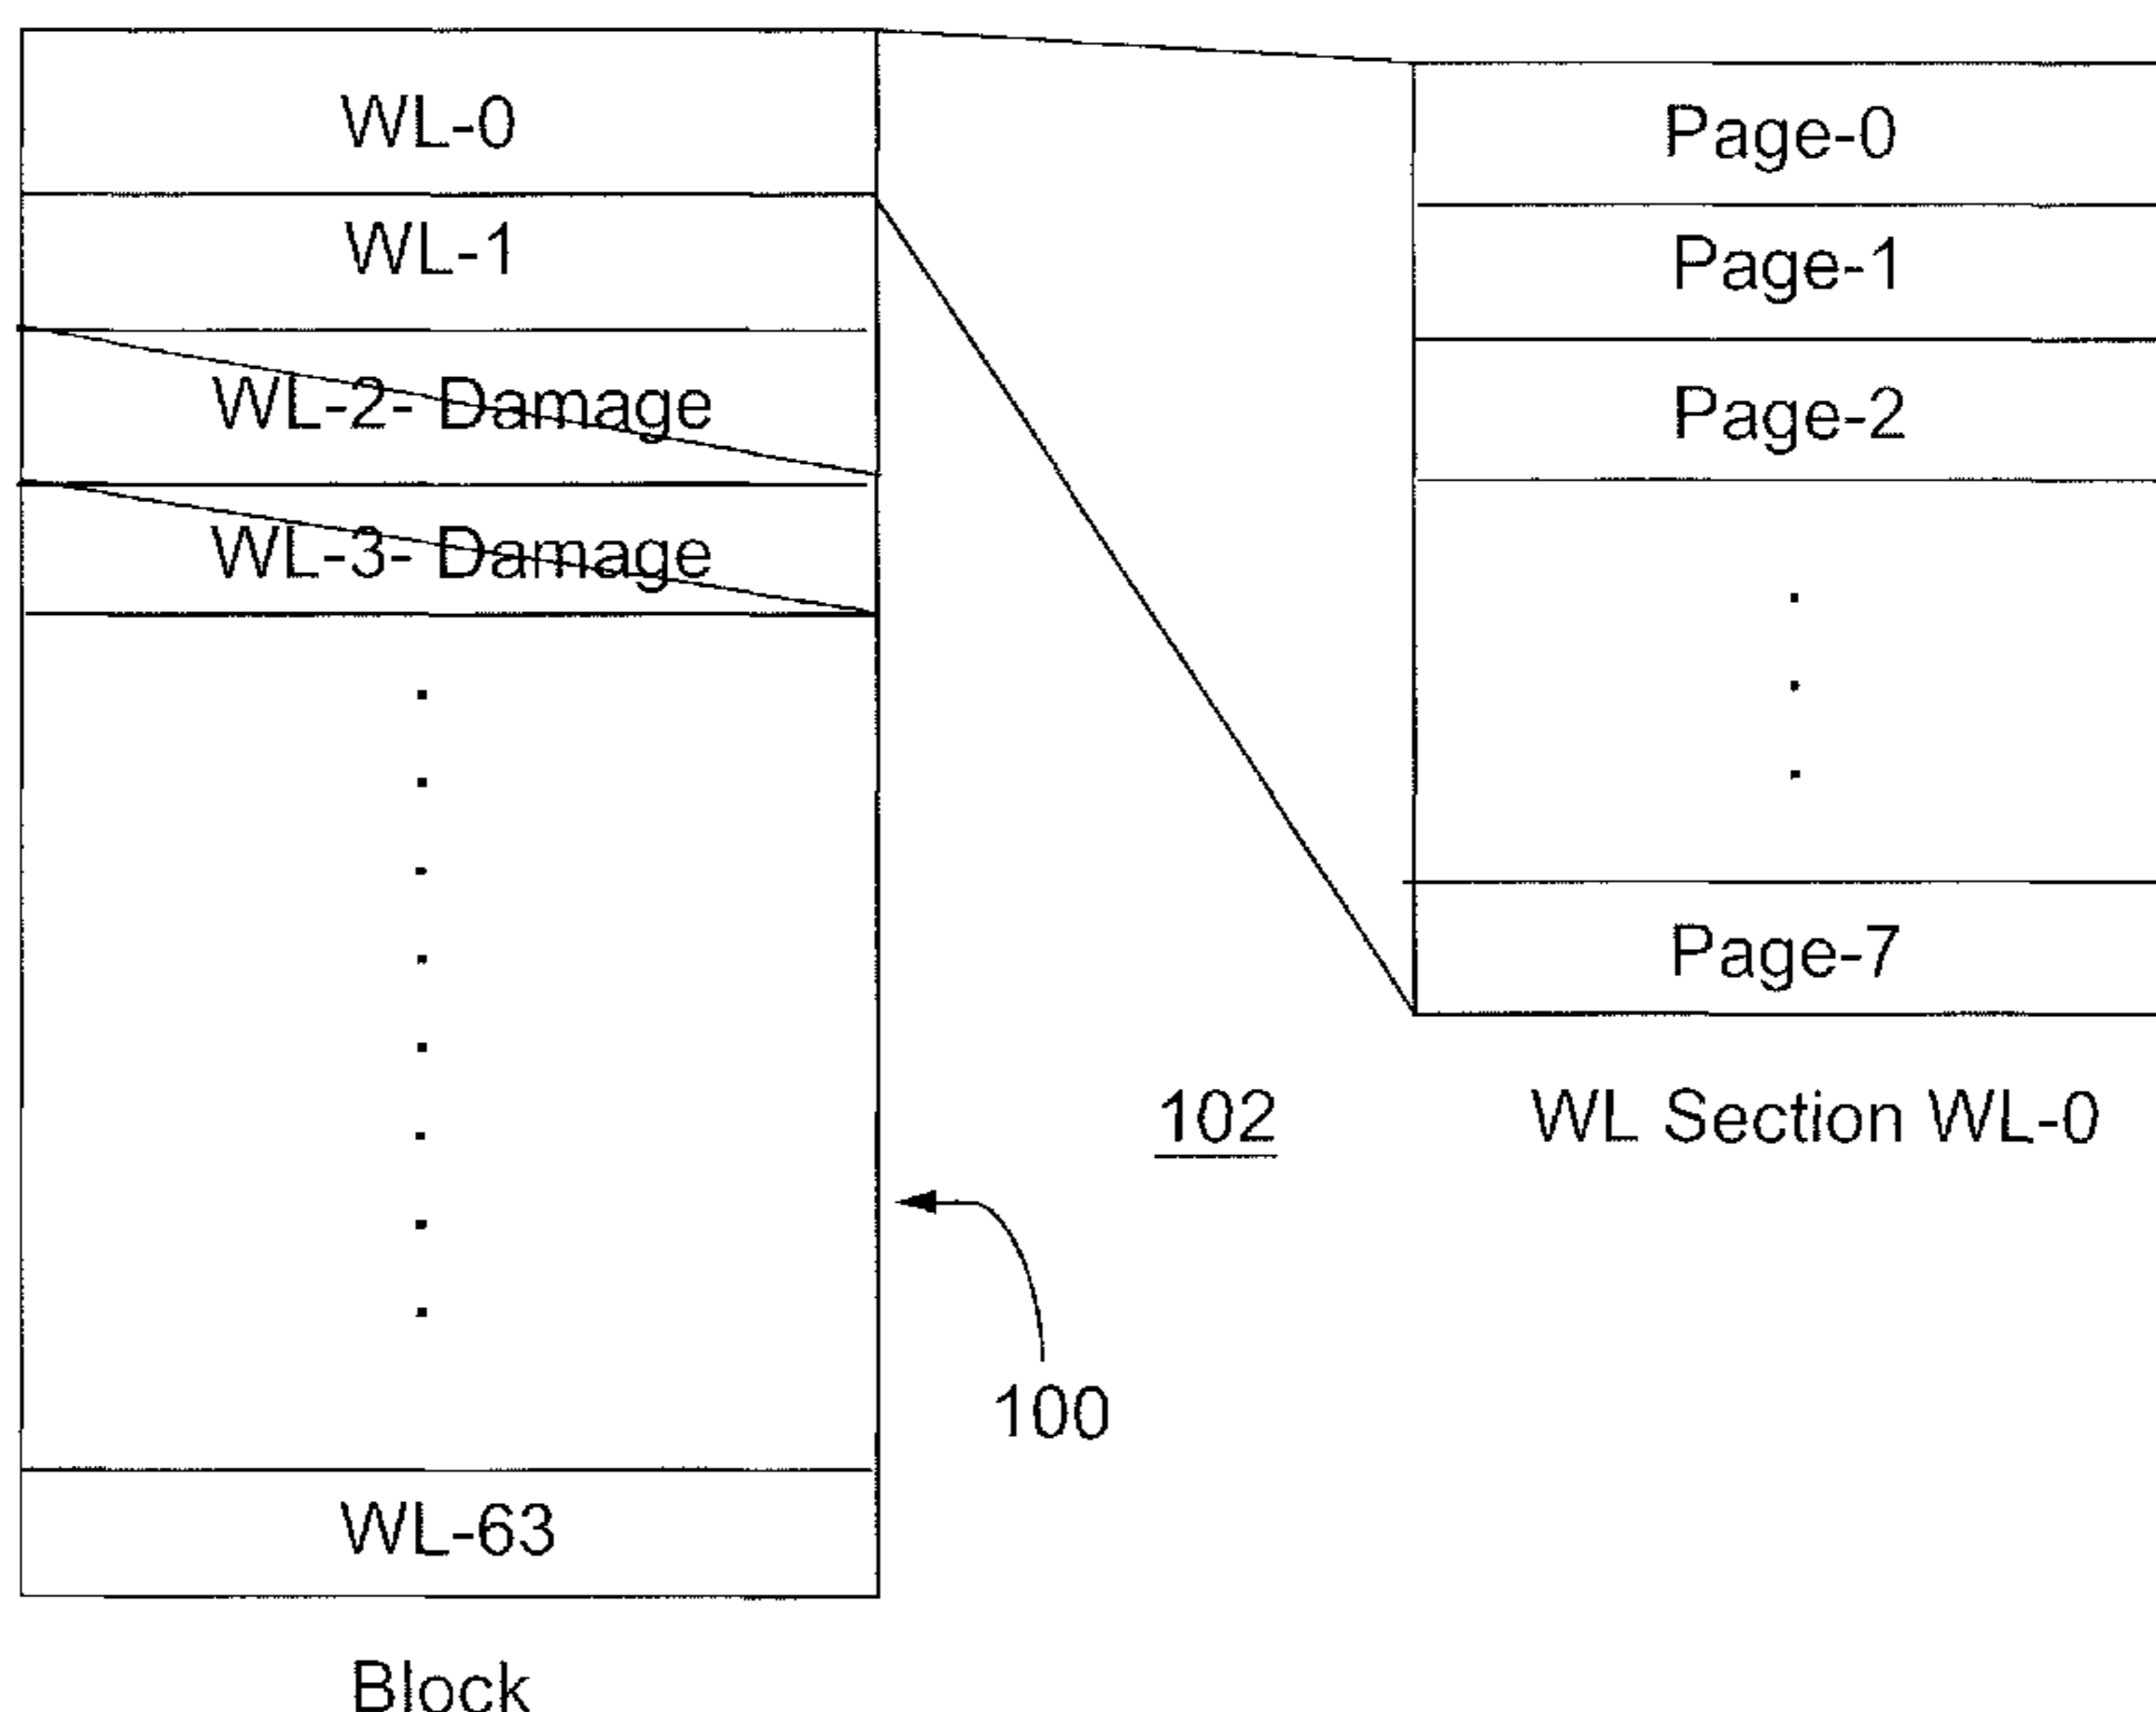 WL-0
WL-1
WL-2- Damage
WL-3- Damage
WL-63
Block
100
102
Page-0
Page-1
Page-2
Page-7
WL Section WL-0